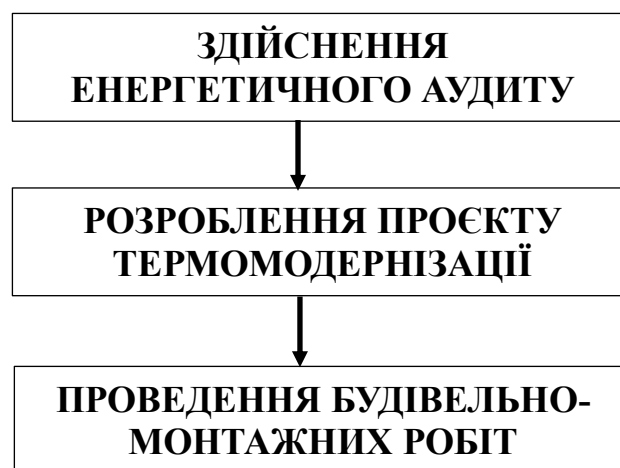 ЗДІЙСНЕННЯ
ЕНЕРГЕТИЧНОГО АУДИТУ
РОЗРОБЛЕННЯ ПРОЄКТУ
ТЕРМОМОДЕРНІЗАЦІЇ
ПРОВЕДЕННЯ БУДІВЕЛЬНО-
МОНТАЖНИХ РОБІТ